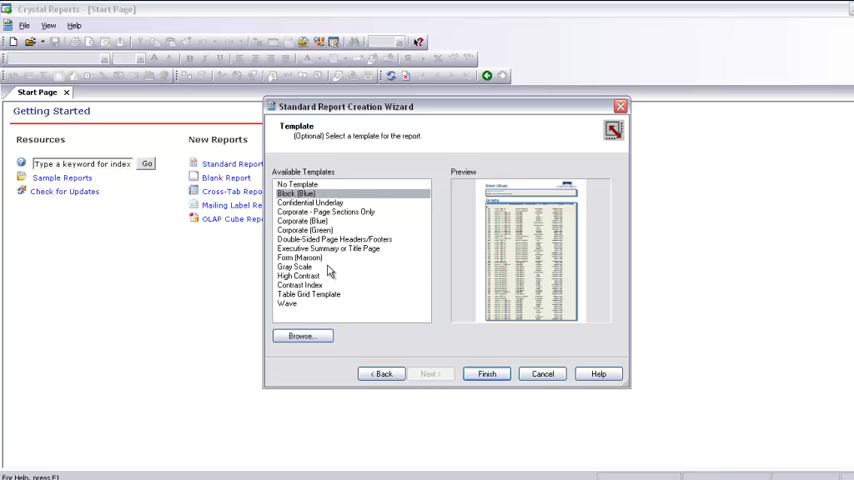 Crystal Reports - [Start Page]
File View Help
Start Page
Getting Started
Resources
New Reports
Type a keyword for index
Go
Sample Reports
Check for Updates
Standard Report
Blank Report
Cross-Tab Repo
Mailing Label Re
OLAP Cube Repor
Standard Report Creation Wizard
Template
(Optional) Select a template for the report.
Available Templates
No Template
Block (Blue)
Confidential Underlay
Corporate - Page Sections Only
Corporate (Blue)
Corporate (Green)
Double-Sided Page Headers/Footers
Executive Summary or Title Page
Form (Maroon)
Gray Scale
High Contrast
Contrast Index
Table Grid Template
Wave
Browse...
Preview
< Back
Next >
Finish
Cancel
Help
For Help, press F1